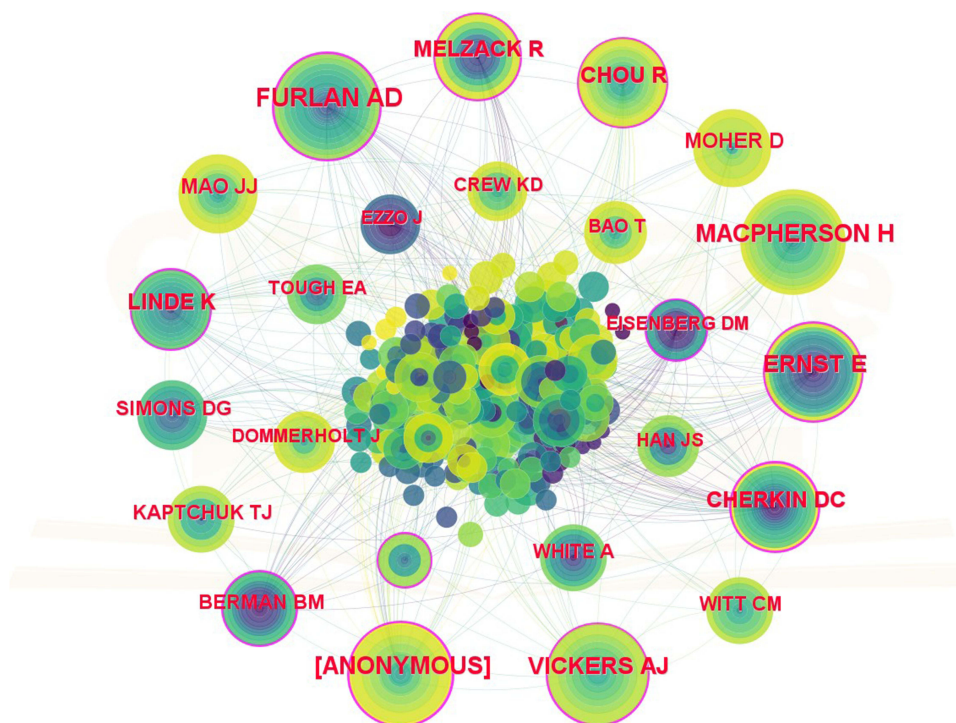 MELZACK R
CHOU R
FURLAN AD
MOHER D
MAO JJ
CREW KD
EZZO J
BAO T
MACPHERSON H
TOUGH EA
LINDE K
EISENBERG DM
ERNST E
SIMONS DG
DOMMERHOLT J
HAN JS
CHERKIN DC
KAPTCHUK TJ
WHITE A
BERMAN BM
WITT CM
[ANONYMOUS]
VICKERS AJ